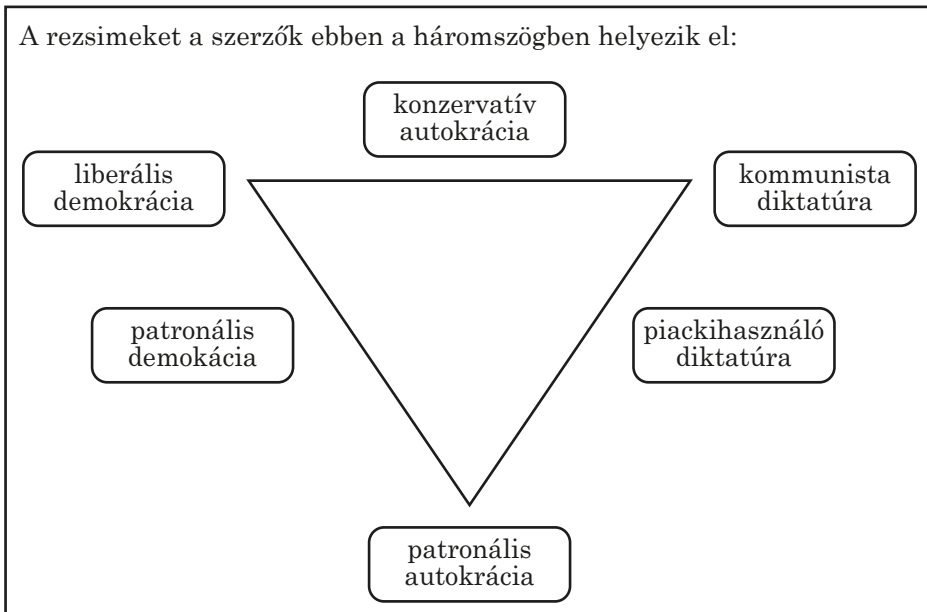 A rezsimeket a szerzők ebben a háromszögben helyezik el:
konzervatív
autokrácia
liberális
demokrácia
kommunista
diktatúra
patronális
demokácia
piackihasználó
diktatúra
patronális
autokrácia